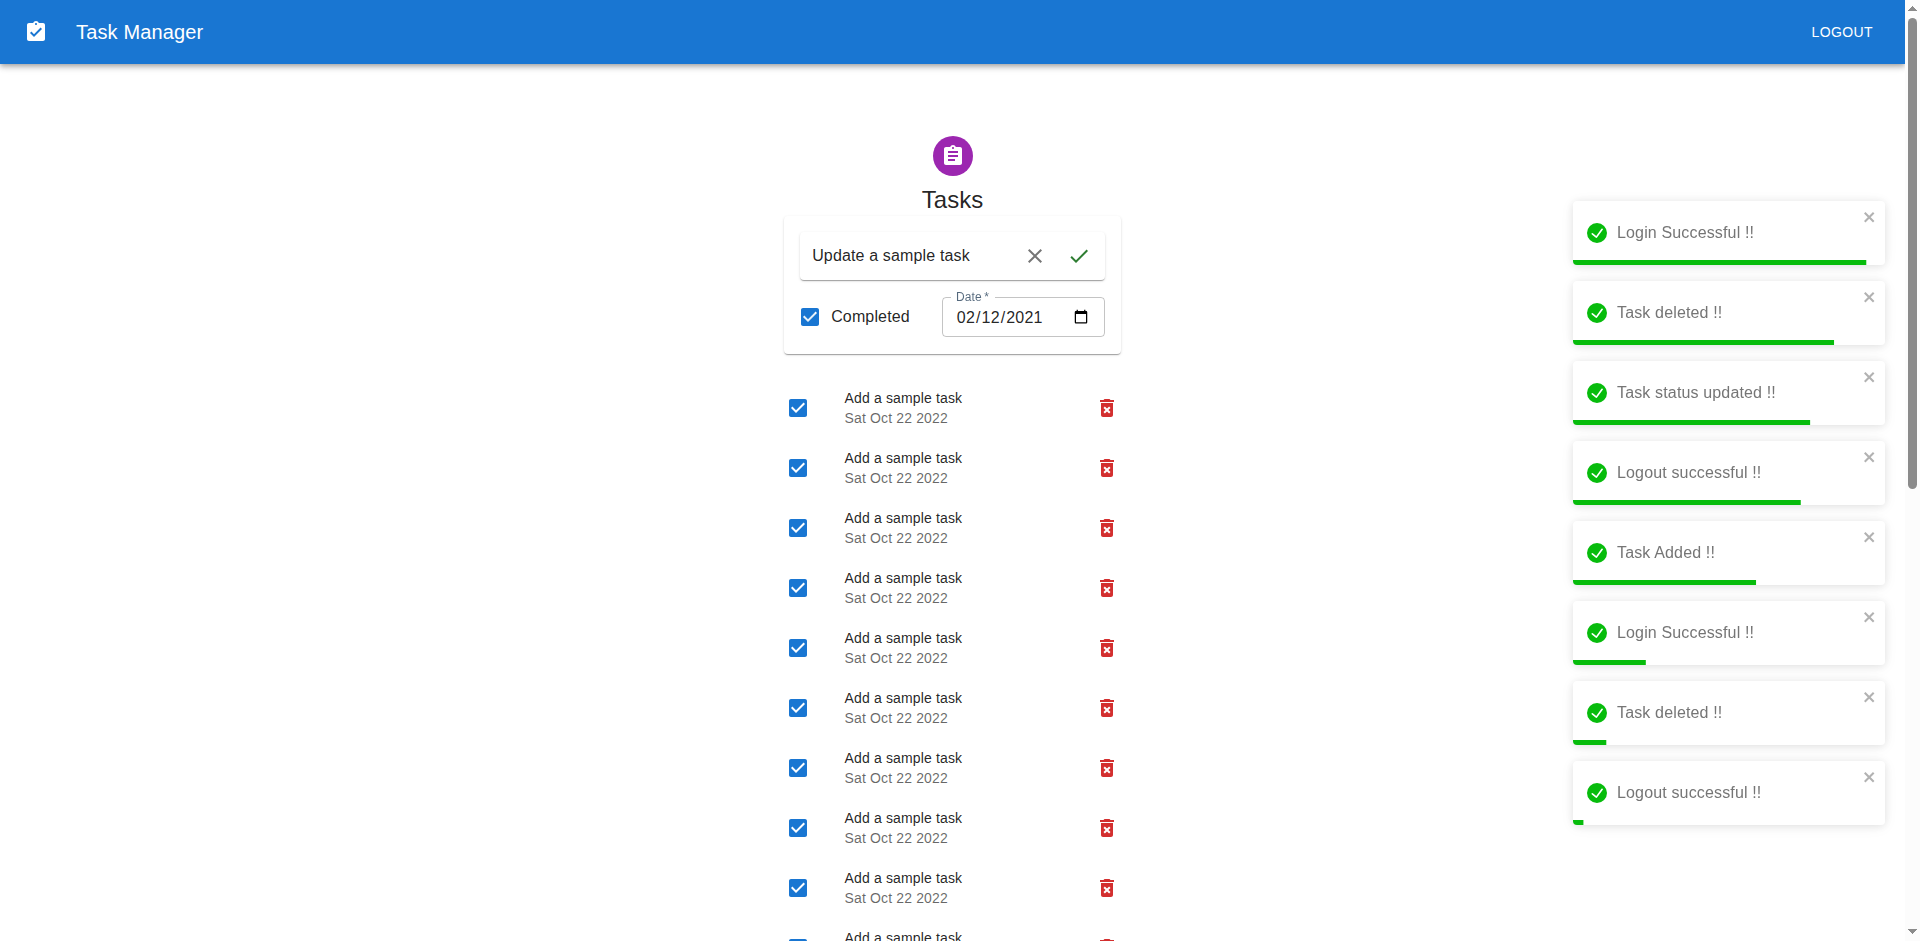 Task Manager
LOGOUT
Tasks
Update a sample task
Completed
Date *
02/12/2021
Add a sample task
Sat Oct 22 2022
Add a sample task
Sat Oct 22 2022
Add a sample task
Sat Oct 22 2022
Add a sample task
Sat Oct 22 2022
Add a sample task
Sat Oct 22 2022
Add a sample task
Sat Oct 22 2022
Add a sample task
Sat Oct 22 2022
Add a sample task
Sat Oct 22 2022
Add a sample task
Sat Oct 22 2022
Add a sample task
Login Successful !!
Task deleted !!
Task status updated !!
Logout successful !!
Task Added !!
Login Successful !!
Task deleted !!
Logout successful !!